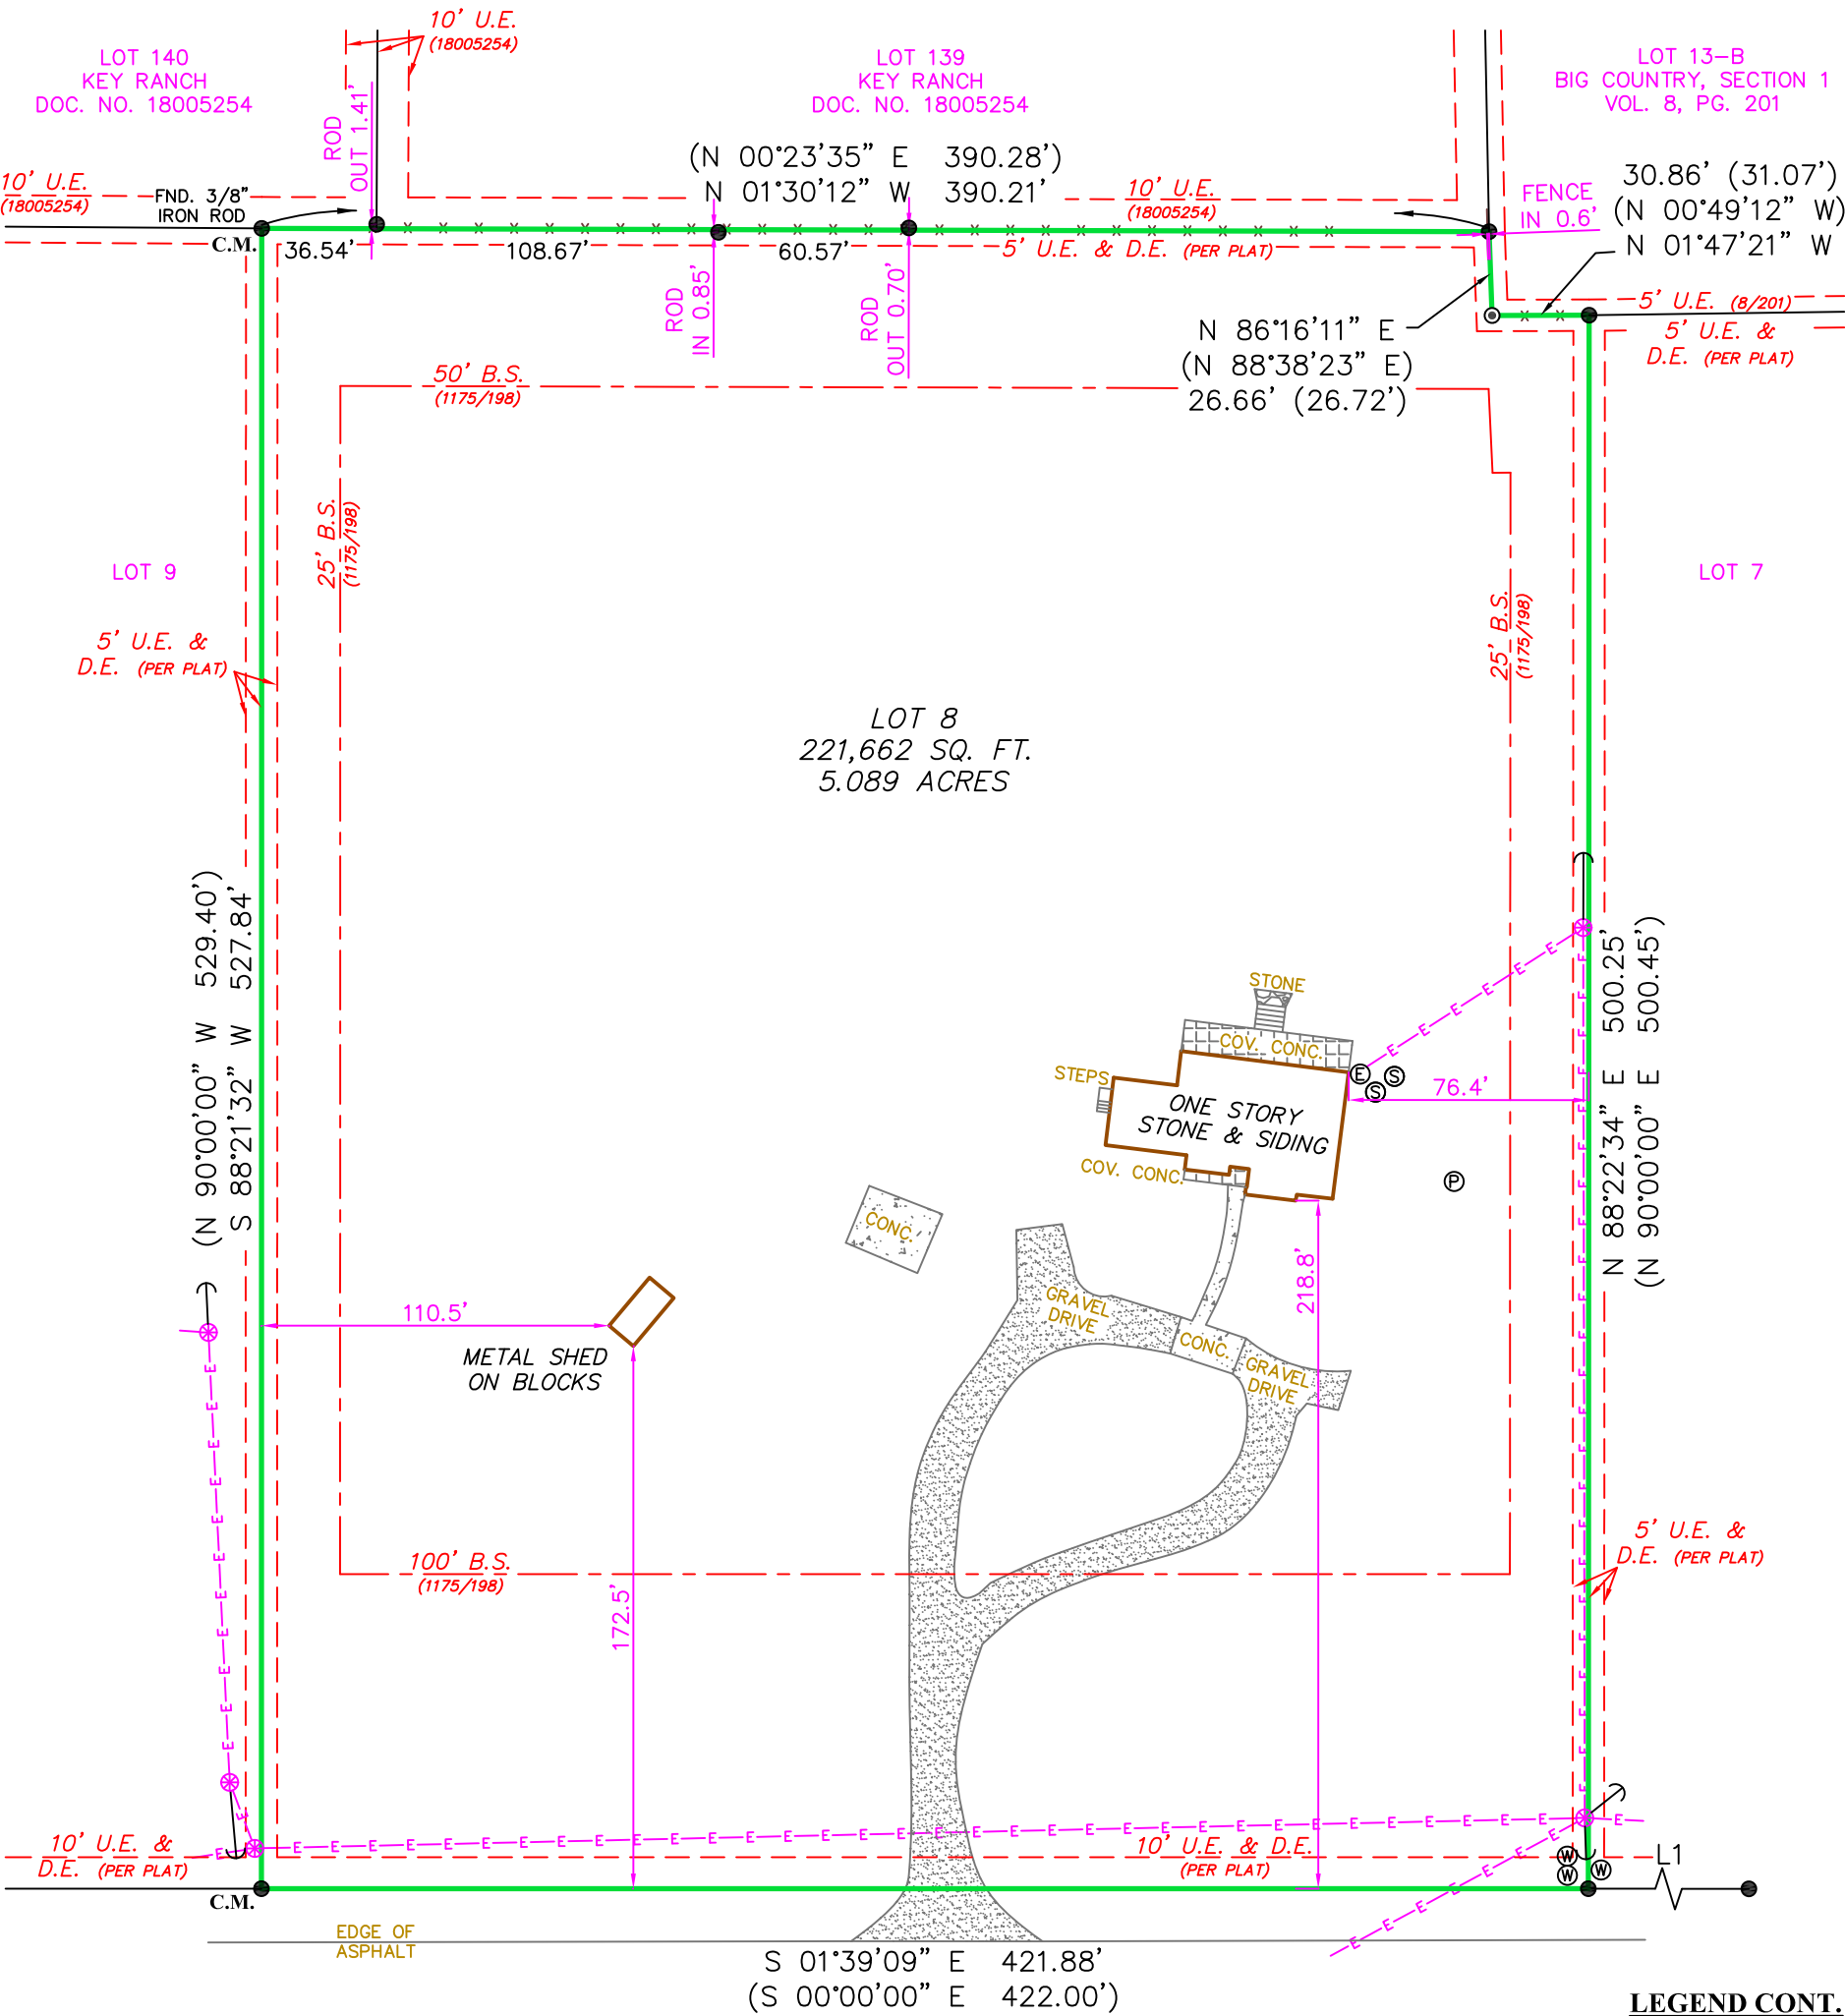 10' U.E.
(18005254)
LOT 140
KEY RANCH
DOC. NO. 18005254
LOT 139
KEY RANCH
DOC. NO. 18005254
LOT 13-B
BIG COUNTRY, SECTION 1
VOL. 8, PG. 201
ROD
OUT 1.41'
(N 00°23'35" E 390.28')
N 01°30'12" W 390.21'
10' U.E.
(18005254)
FND. 3/8"
IRON ROD
C.M.
10' U.E.
(18005254)
FENCE
IN 0.6'
30.86' (31.07')
(N 00°49'12" W)
N 01°47'21" W
36.54'
108.67'
60.57'
5' U.E. & D.E. (PER PLAT)
ROD
IN 0.85'
ROD
OUT 0.70'
5' U.E. (8/201)
5' U.E. &
D.E. (PER PLAT)
N 86°16'11" E
(N 88°38'23" E)
26.66' (26.72')
50' B.S.
(1175/198)
25' B.S.
(1175/198)
25' B.S.
(1175/198)
LOT 9
LOT 7
5' U.E. &
D.E. (PER PLAT)
LOT 8
221,662 SQ. FT.
5.089 ACRES
(N 90°00'00" W 529.40')
S 88°21'32" W 527.84'
N 88°22'34" E 500.25'
(N 90°00'00" E 500.45')
STONE
COV. CONC.
STEPS
ONE STORY
STONE & SIDING
COV. CONC.
E
S
S
76.4'
P
CONC.
110.5'
METAL SHED
ON BLOCKS
GRAVEL
DRIVE
CONC.
GRAVEL
DRIVE
218.8'
172.5'
100' B.S.
(1175/198)
5' U.E. &
D.E. (PER PLAT)
10' U.E. &
D.E. (PER PLAT)
10' U.E. & D.E.
(PER PLAT)
W
W
W
L1
C.M.
EDGE OF
ASPHALT
S 01°39'09" E 421.88'
(S 00°00'00" E 422.00')
LEGEND CONT.